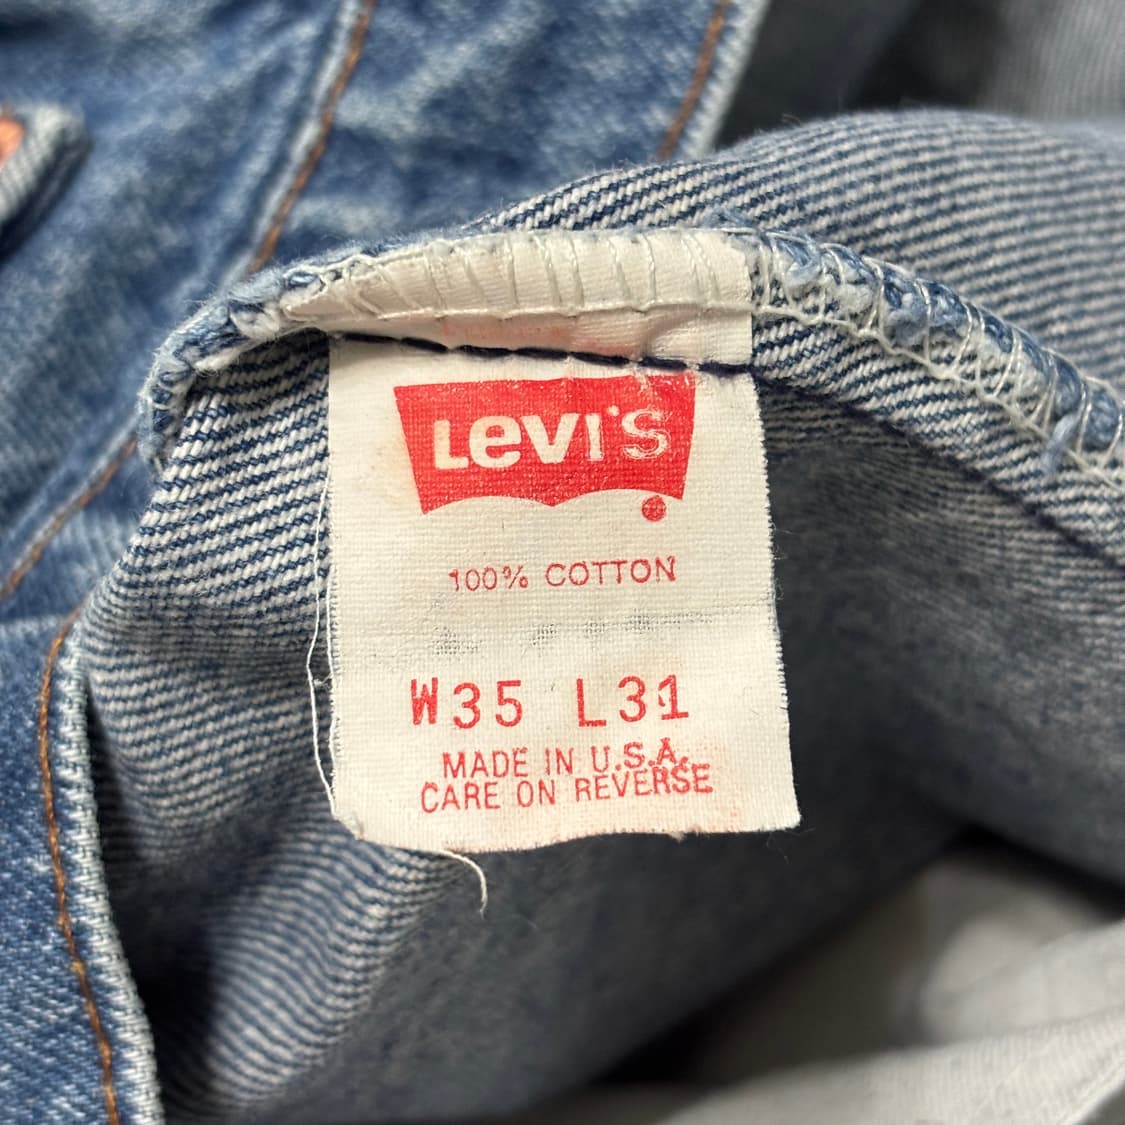 Levi's
100% COTTON
W35 L31
MADE IN U.S.A.
CARE ON REVERSE